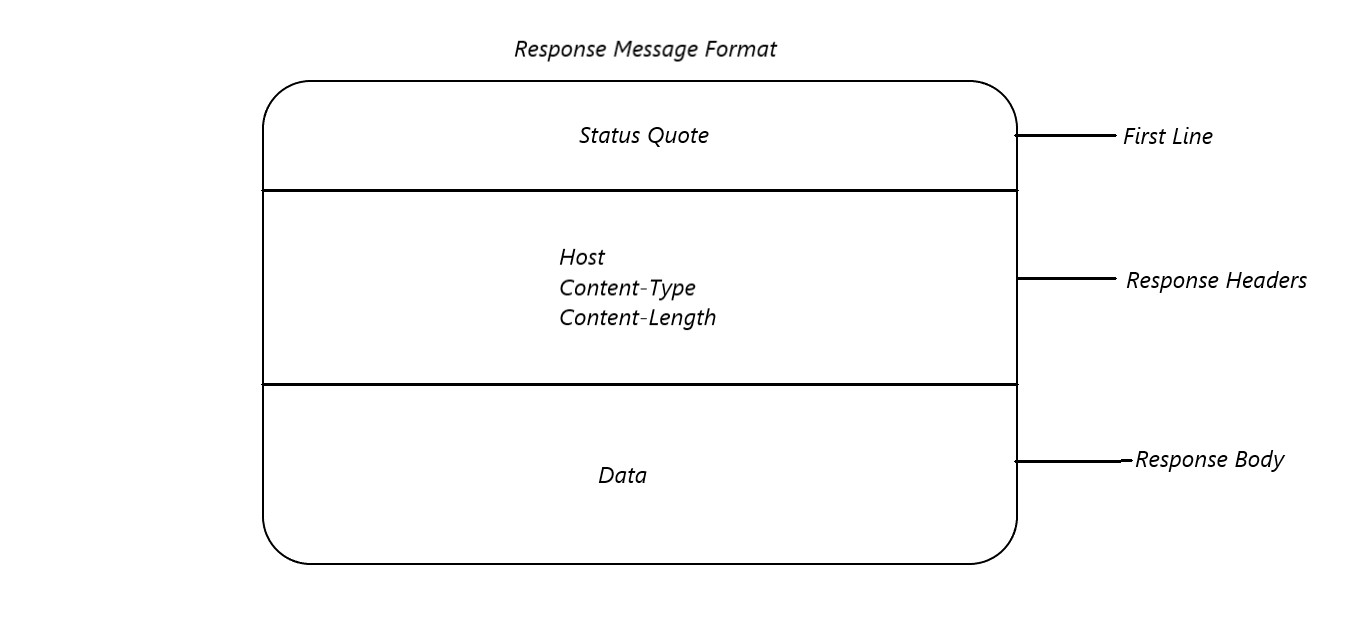 Response Message Format
Status Quote
First Line
Host
Content-Type
Content-Length
Response Headers
Data
Response Body